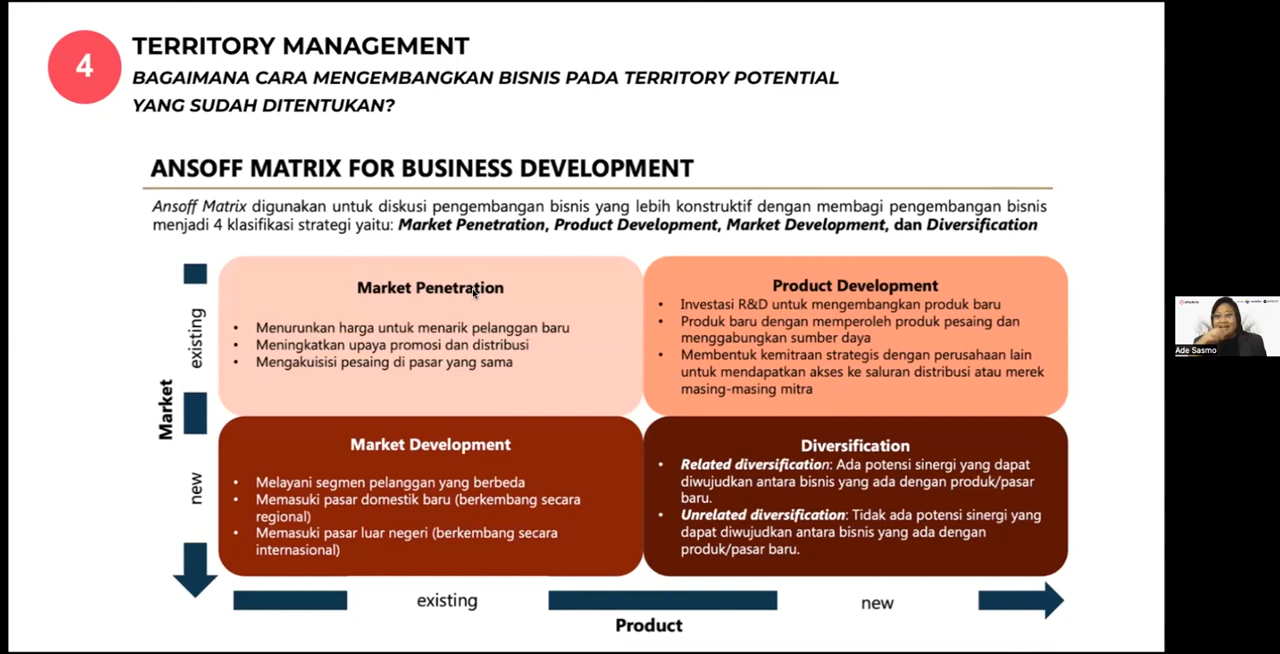 4
TERRITORY MANAGEMENT
BAGAIMANA CARA MENGEMBANGKAN BISNIS PADA TERRITORY POTENTIAL
YANG SUDAH DITENTUKAN?
ANSOFF MATRIX FOR BUSINESS DEVELOPMENT
Ansoff Matrix digunakan untuk diskusi pengembangan bisnis yang lebih konstruktif dengan membagi pengembangan bisnis
menjadi 4 klasifikasi strategi yaitu: Market Penetration, Product Development, Market Development, dan Diversification
Market
existing
new
Market Penetration
• Menurunkan harga untuk menarik pelanggan baru
• Meningkatkan upaya promosi dan distribusi
• Mengakuisisi pesaing di pasar yang sama
Product Development
• Investasi R&D untuk mengembangkan produk baru
• Produk baru dengan memperoleh produk pesaing dan
menggabungkan sumber daya
• Membentuk kemitraan strategis dengan perusahaan lain
untuk mendapatkan akses ke saluran distribusi atau merek
masing-masing mitra
Market Development
• Melayani segmen pelanggan yang berbeda
• Memasuki pasar domestik baru (berkembang secara
regional)
• Memasuki pasar luar negeri (berkembang secara
internasional)
Diversification
• Related diversification: Ada potensi sinergi yang dapat
diwujudkan antara bisnis yang ada dengan produk/pasar
baru.
• Unrelated diversification: Tidak ada potensi sinergi yang
dapat diwujudkan antara bisnis yang ada dengan
produk/pasar baru.
existing
new
Product
Ade Sasmo